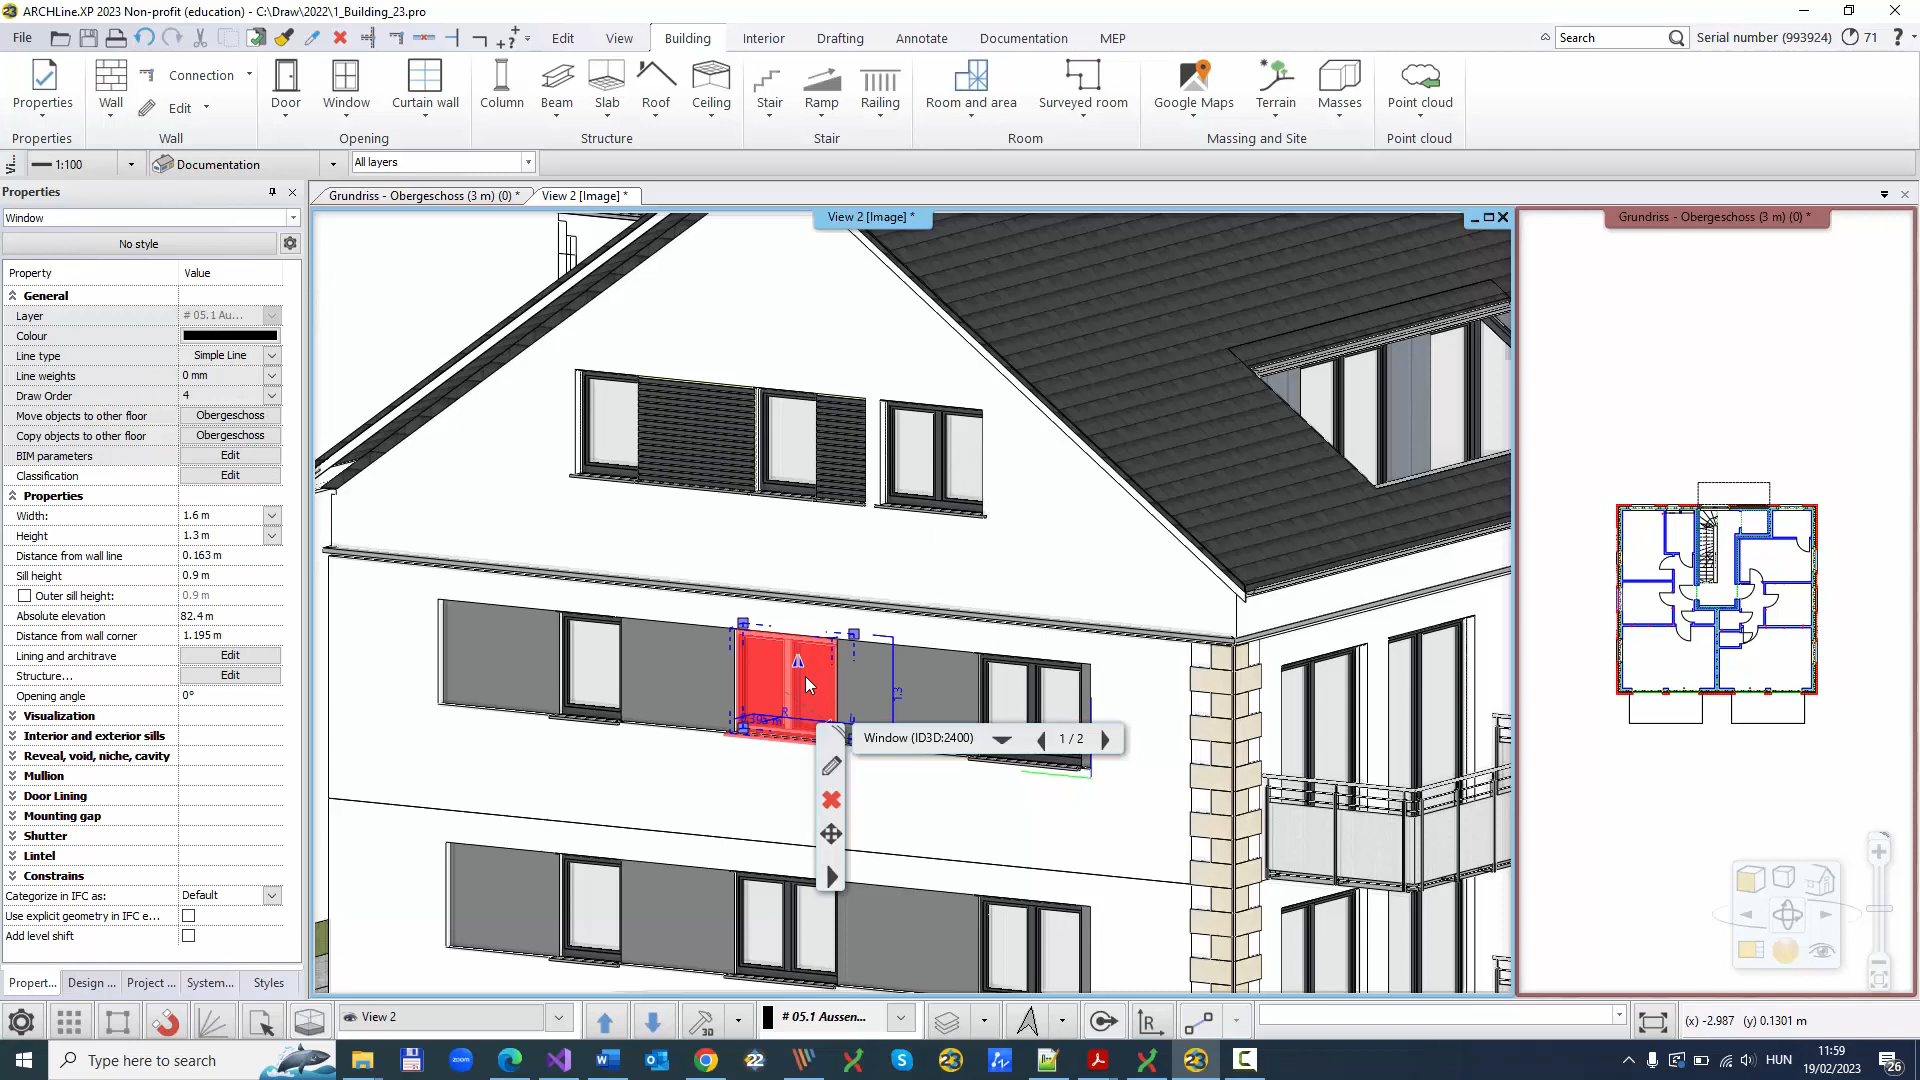 ARCHLine.XP 2023 Non-profit (education) - C:\Draw\2022\1_Building_23.pro
File
Edit
View
Building
Interior
Drafting
Annotate
Documentation
MEP
Search
Serial number (993924)
71
?
Properties
Wall
Connection
Edit
Door
Window
Curtain wall
Column
Beam
Slab
Roof
Ceiling
Stair
Ramp
Railing
Room and area
Surveyed room
Google Maps
Terrain
Masses
Point cloud
Properties
Wall
Opening
Structure
Stair
Room
Massing and Site
Point cloud
1:100
Documentation
All layers
Properties
Grundriss - Obergeschoss (3 m) (0) *
View 2 [Image] *
Window
View 2 [Image] *
Grundriss - Obergeschoss (3 m) (0) *
No style
Property Value
General
Layer # 05.1 Au...
Colour
Line type Simple Line
Line weights 0 mm
Draw Order 4
Move objects to other floor Obergeschoss
Copy objects to other floor Obergeschoss
BIM parameters Edit
Classification Edit
Properties
Width: 1.6 m
Height 1.3 m
Distance from wall line 0.163 m
Sill height 0.9 m
Outer sill height: 0.9 m
Absolute elevation 82.4 m
Distance from wall corner 1.195 m
Lining and architrave Edit
Structure... Edit
Opening angle 0°
Visualization
Interior and exterior sills
Reveal, void, niche, cavity
Mullion
Door Lining
Mounting gap
Shutter
Lintel
Constrains
Categorize in IFC as: Default
Use explicit geometry in IFC e...
Add level shift
1.3
Window (ID3D:2400)
1 / 2
Propert...
Design ...
Project ...
System...
Styles
View 2
3D
# 05.1 Aussen...
R
(x) -2.987 (y) 0.1301 m
Type here to search
zoom
22
23
23
HUN
11:59
19/02/2023
26